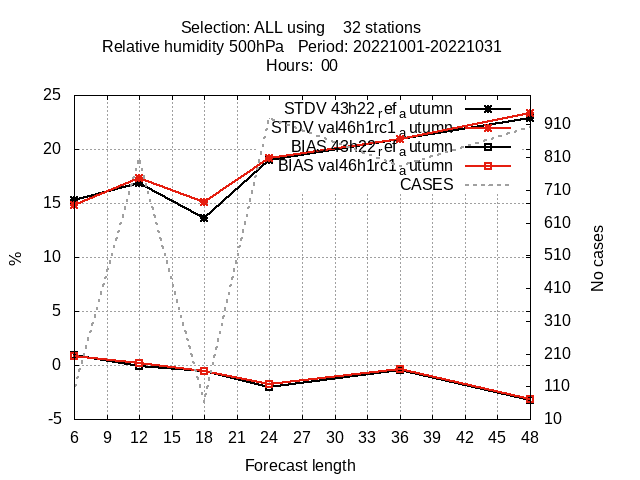 Selection: ALL using    32 stations
Relative humidity 500hPa   Period: 20221001-20221031
Hours:  00
STDV 43h22_ref_autumn
STDV val46h1rc1_autumn
BIAS 43h22_ref_autumn
BIAS val46h1rc1_autumn
CASES
25
20
15
10
5
0
-5
%
910
810
710
610
510
410
310
210
110
10
No cases
6 9 12 15 18 21 24 27 30 33 36 39 42 45 48
Forecast length